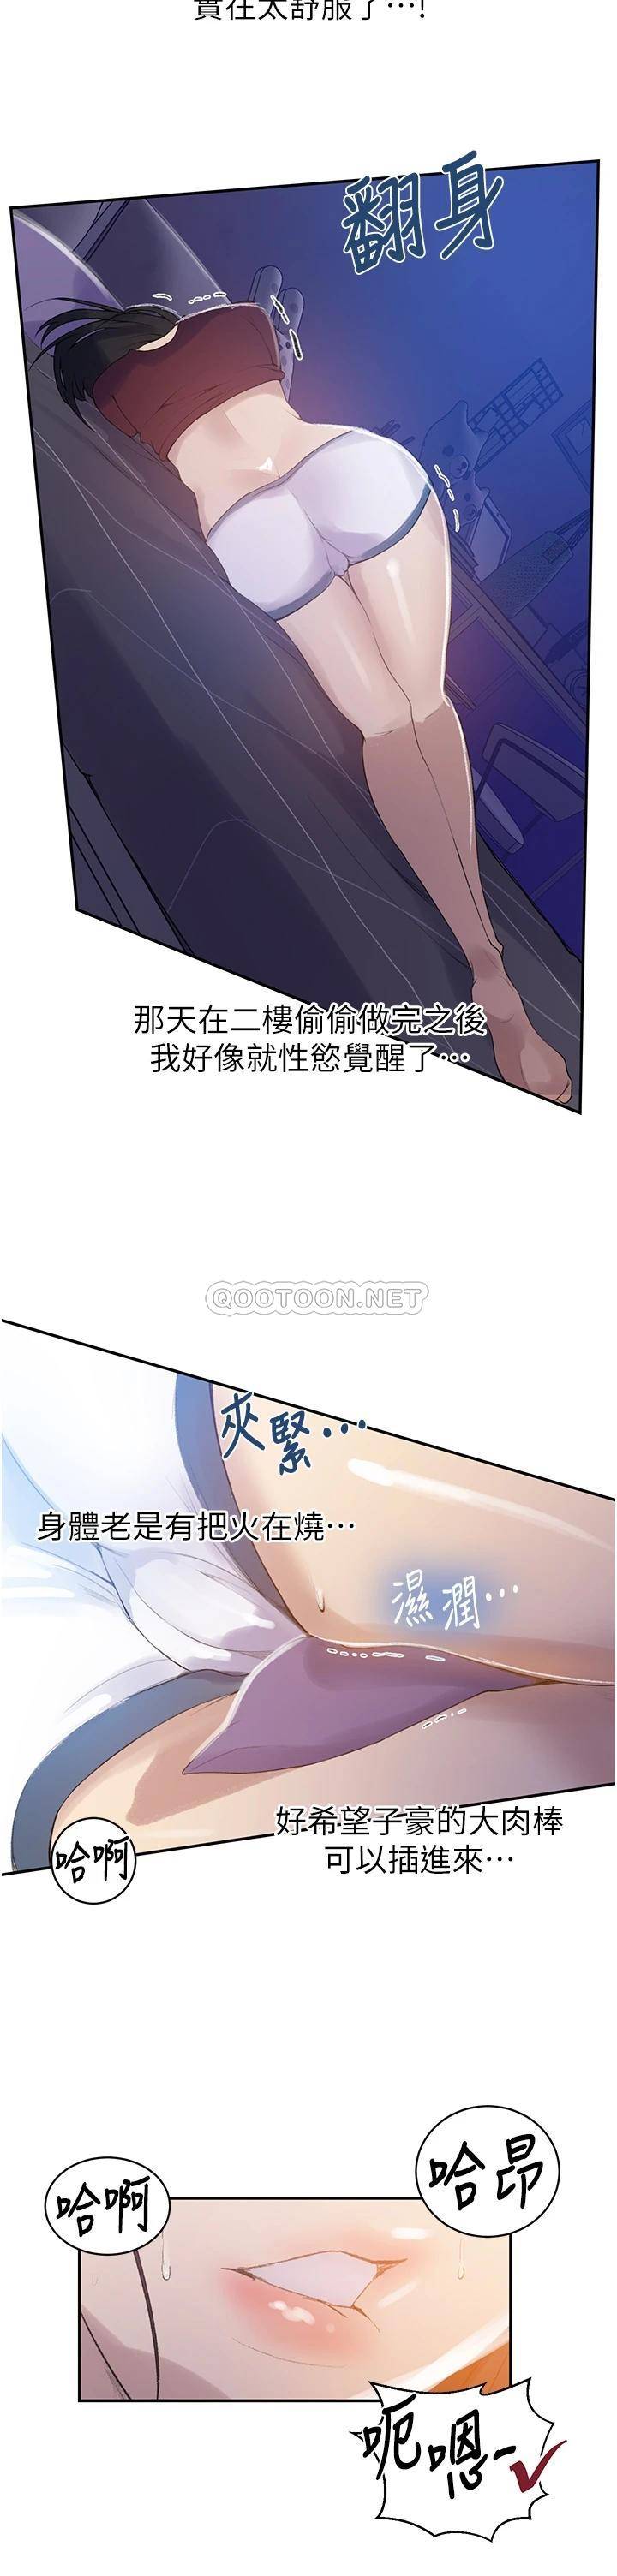 實在太舒服了…!
翻身
那天在二樓偷偷做完之後
我好像就性慾覺醒了…
QOOTOON.NET
夾緊…
身體老是有把火在燒…
濕潤…
好希望子豪的大肉棒
可以插進來…
哈啊
哈昂
哈啊
呃嗯-